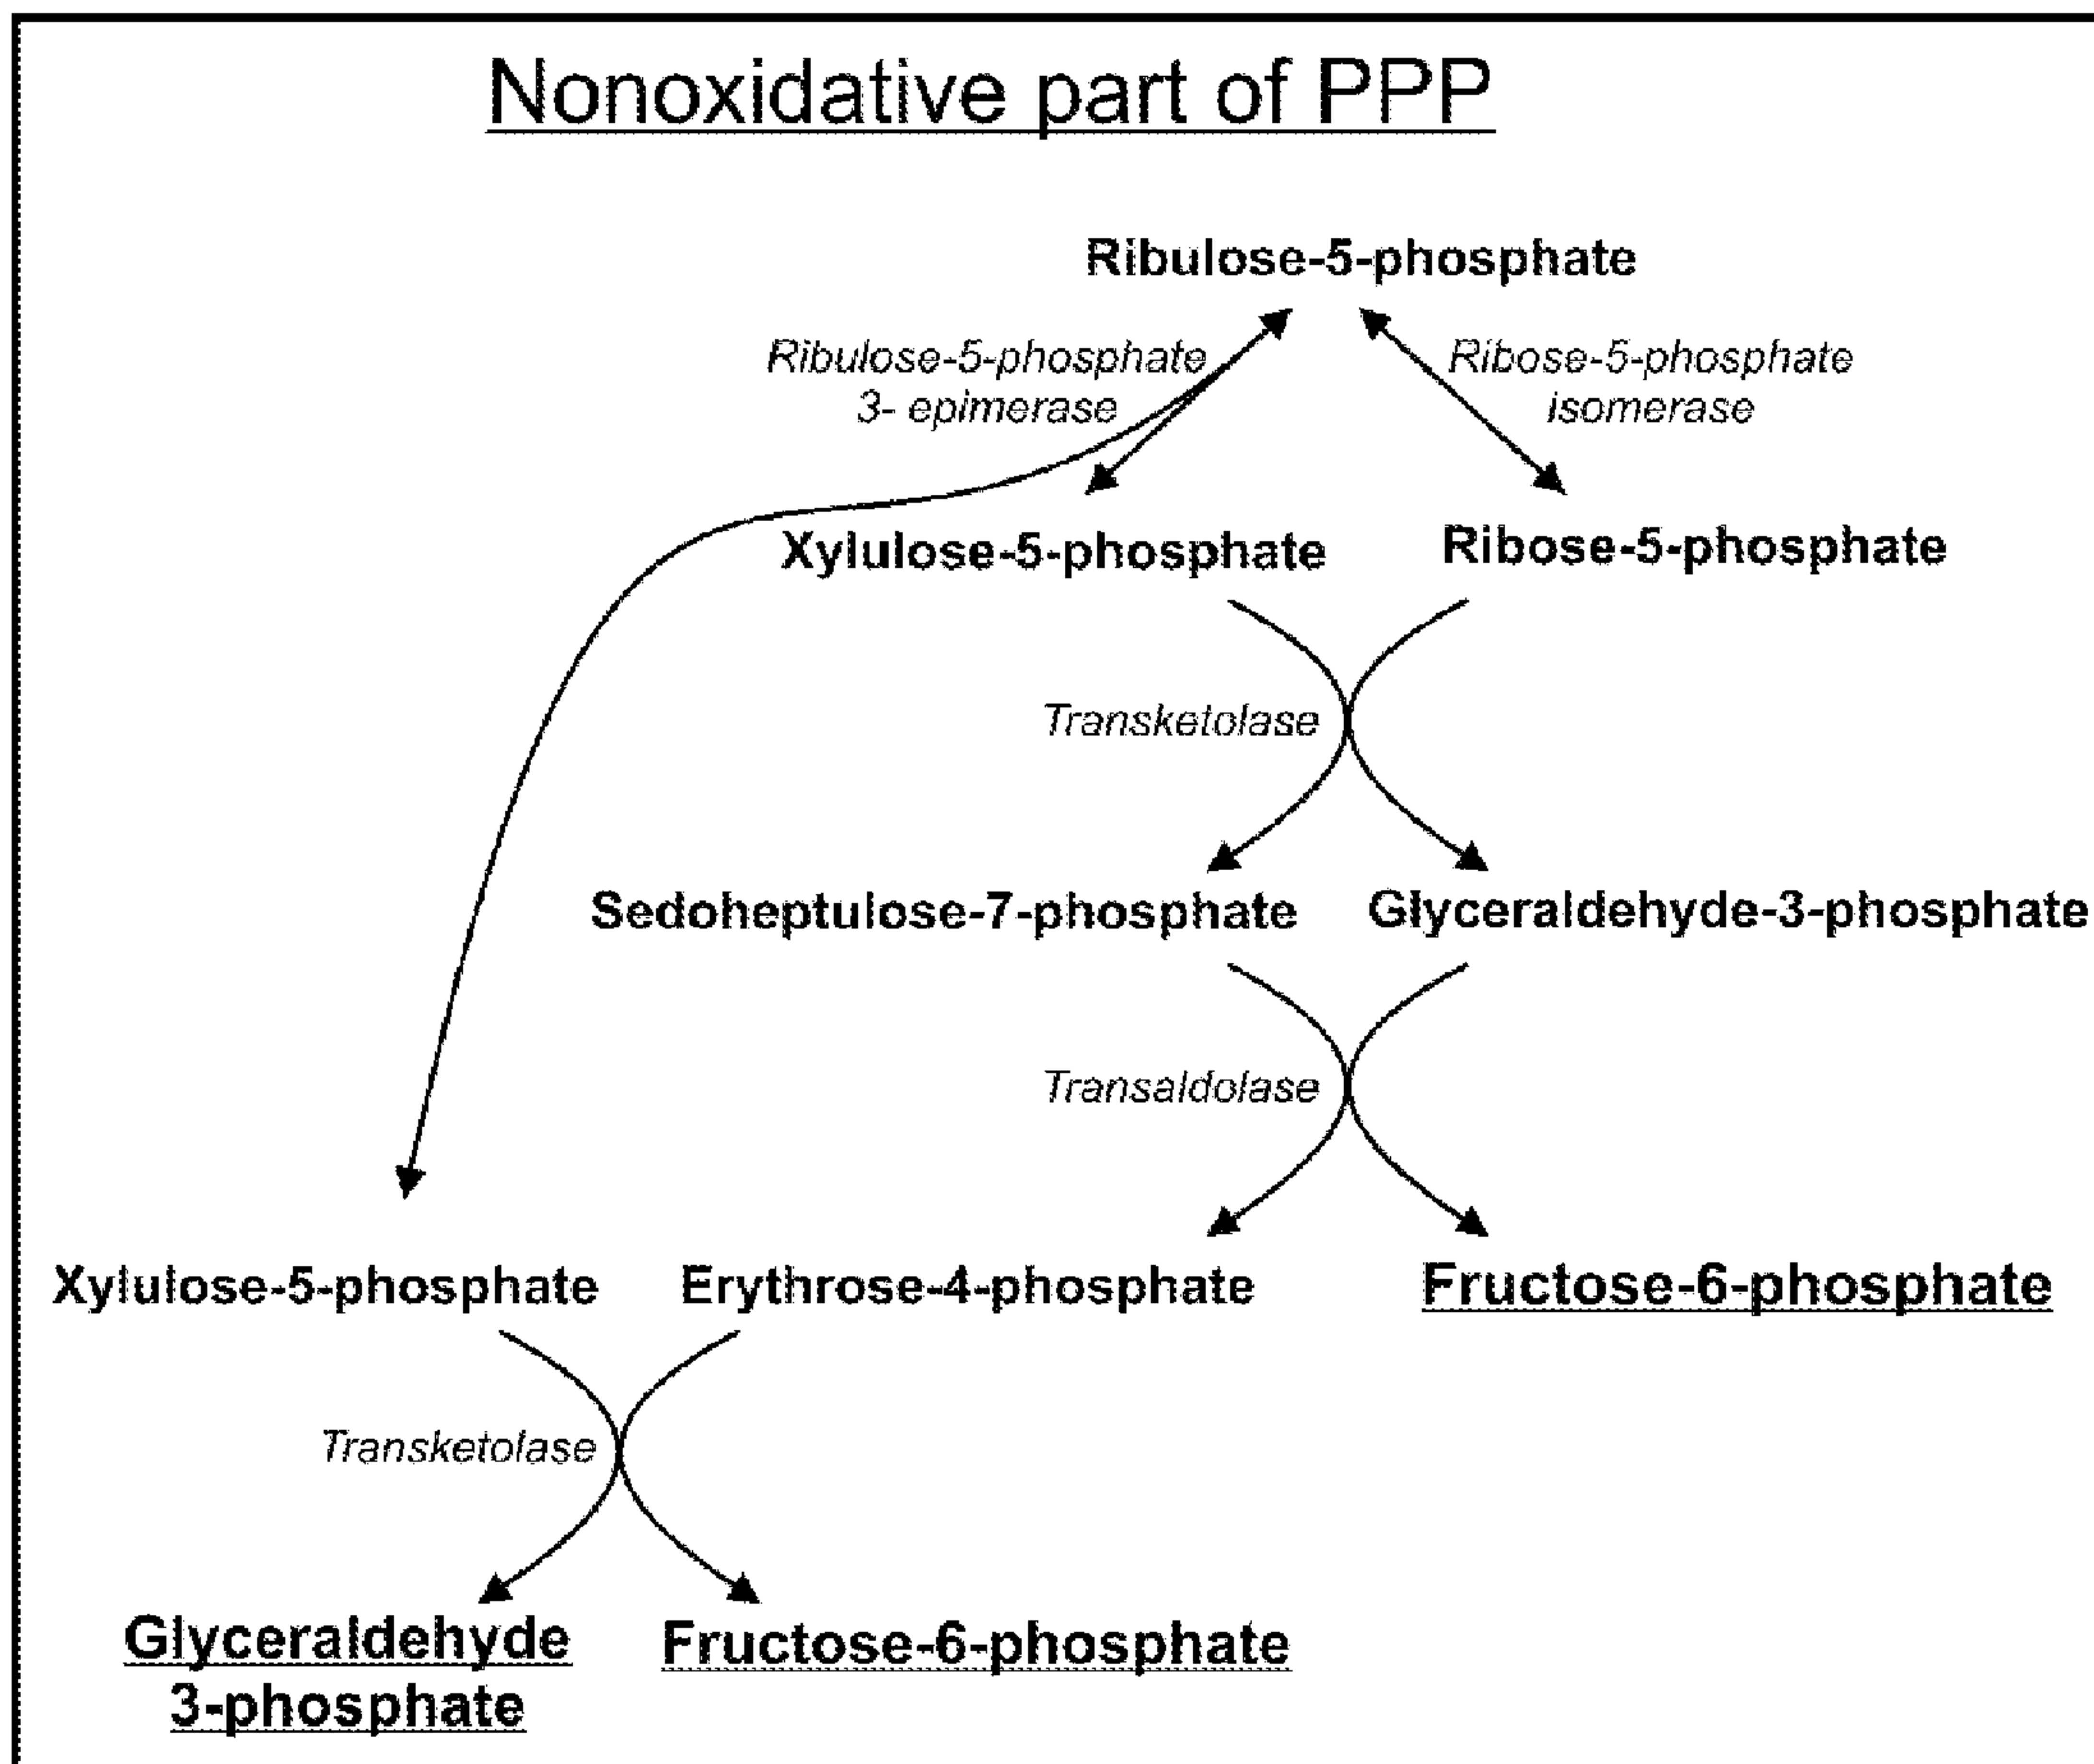 Nonoxidative part of PPP
Ribulose-5-phosphate
Ribulose-5-phosphate
3- epimerase
Ribose-5-phosphate
isomerase
Xylulose-5-phosphate
Ribose-5-phosphate
Transketolase
Sedoheptulose-7-phosphate
Glyceraldehyde-3-phosphate
Transaldolase
Xylulose-5-phosphate
Erythrose-4-phosphate
Fructose-6-phosphate
Transketolase
Glyceraldehyde
3-phosphate
Fructose-6-phosphate